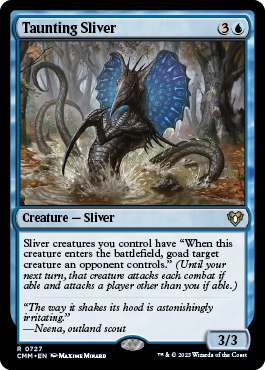 Taunting Sliver 3
Creature — Sliver
Sliver creatures you control have “When this
creature enters the battlefield, goad target
creature an opponent controls.” (Until your
next turn, that creature attacks each combat if
able and attacks a player other than you if able.)
“The way it shakes its hood is astonishingly
irritating.”
—Neena, outland scout
3/3
R 0727
CMM • EN Maxime Minard
™ & © 2023 Wizards of the Coast